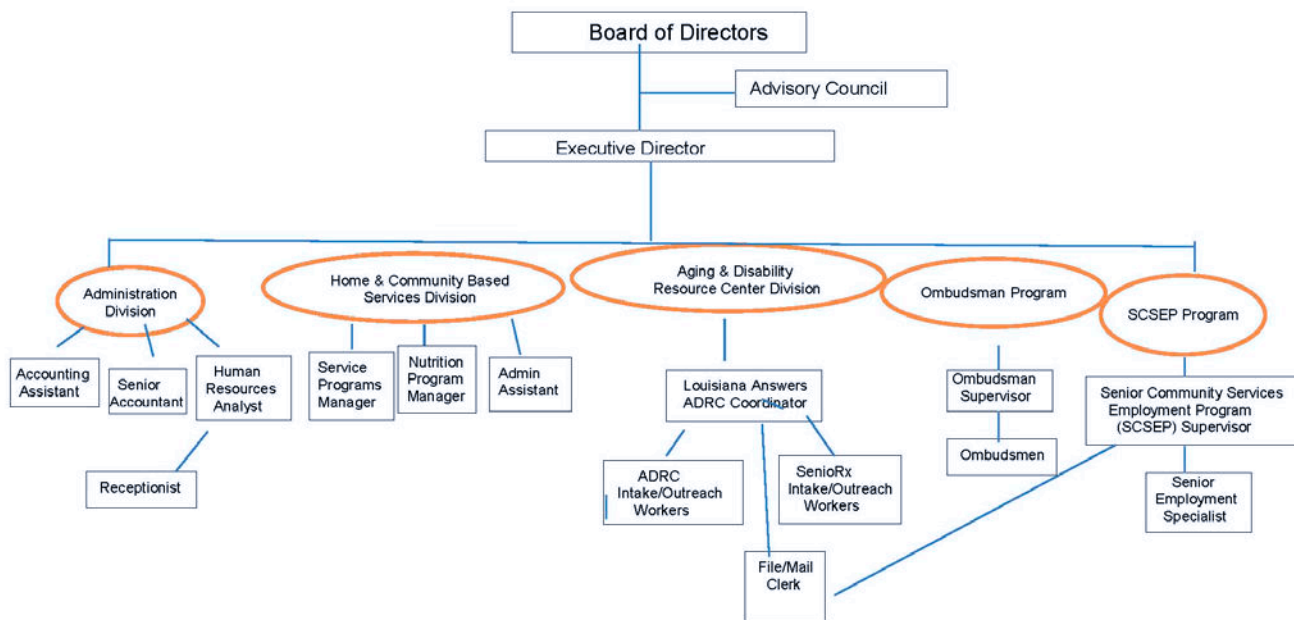 Board of Directors
Advisory Council
Executive Director
Administration
Division
Home & Community Based
Services Division
Aging & Disability
Resource Center Division
Ombudsman Program
SCSEP Program
Accounting
Assistant
Senior
Accountant
Human
Resources
Analyst
Service
Programs
Manager
Nutrition
Program
Manager
Admin
Assistant
Louisiana Answers
ADRC Coordinator
Ombudsman
Supervisor
Senior Community Services
Employment Program
(SCSEP) Supervisor
Receptionist
ADRC
Intake/Outreach
Workers
SenioRx
Intake/Outreach
Workers
Ombudsmen
Senior
Employment
Specialist
File/Mail
Clerk